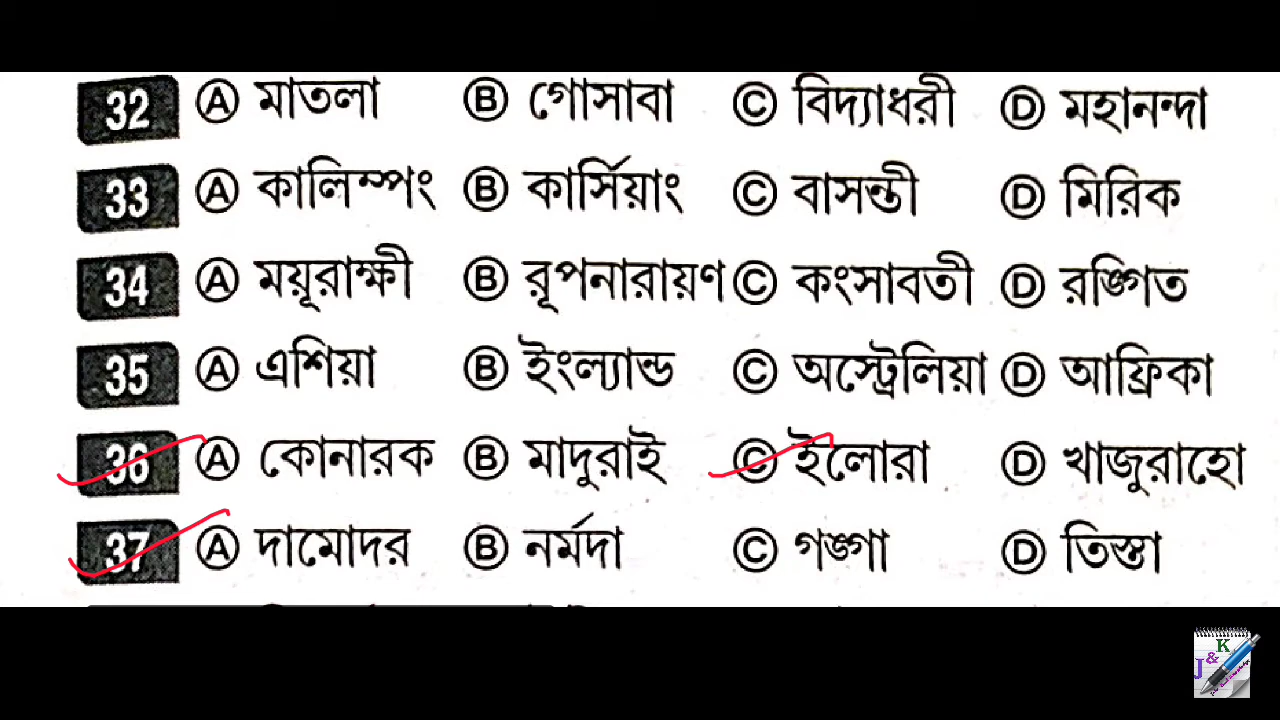 32 Ⓐ মাতলা Ⓑ গোসাবা Ⓒ বিদ্যাধরী Ⓓ মহানন্দা
33 Ⓐ কালিম্পং Ⓑ কার্সিয়াং Ⓒ বাসন্তী Ⓓ মিরিক
34 Ⓐ ময়ূরাক্ষী Ⓑ রূপনারায়ণ Ⓒ কংসাবতী Ⓓ রঙ্গিত
35 Ⓐ এশিয়া Ⓑ ইংল্যান্ড Ⓒ অস্ট্রেলিয়া Ⓓ আফ্রিকা
36 Ⓐ কোনারক Ⓑ মাদুরাই Ⓒ ইলোরা Ⓓ খাজুরাহো
37 Ⓐ দামোদর Ⓑ নর্মদা Ⓒ গঙ্গা Ⓓ তিস্তা
J&K